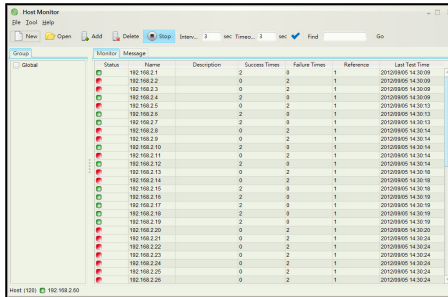 Host Monitor
File Tool Help
New Open Add Delete Stop Interv... 3 sec Timeo... 3 sec Find Go
Group
Monitor Message
Global
Status Name Description Success Times Failure Times Reference Last Test Time
192.168.2.1 2 0 1 2012/09/05 14:30:09
192.168.2.2 0 2 1 2012/09/05 14:30:09
192.168.2.3 0 2 1 2012/09/05 14:30:09
192.168.2.4 2 0 1 2012/09/05 14:30:09
192.168.2.5 2 0 1 2012/09/05 14:30:13
192.168.2.6 2 0 1 2012/09/05 14:30:13
192.168.2.7 2 0 1 2012/09/05 14:30:13
192.168.2.8 0 2 1 2012/09/05 14:30:14
192.168.2.9 0 2 1 2012/09/05 14:30:14
192.168.2.10 2 0 1 2012/09/05 14:30:14
192.168.2.11 0 2 1 2012/09/05 14:30:14
192.168.2.12 2 0 1 2012/09/05 14:30:14
192.168.2.13 0 2 1 2012/09/05 14:30:18
192.168.2.14 0 2 1 2012/09/05 14:30:18
192.168.2.15 2 0 1 2012/09/05 14:30:18
192.168.2.16 2 0 1 2012/09/05 14:30:19
192.168.2.17 2 0 1 2012/09/05 14:30:19
192.168.2.18 2 0 1 2012/09/05 14:30:19
192.168.2.19 2 0 1 2012/09/05 14:30:19
192.168.2.20 0 2 1 2012/09/05 14:30:20
192.168.2.21 0 2 1 2012/09/05 14:30:24
192.168.2.22 0 2 1 2012/09/05 14:30:24
192.168.2.23 0 2 1 2012/09/05 14:30:24
192.168.2.24 0 2 1 2012/09/05 14:30:24
192.168.2.25 0 2 1 2012/09/05 14:30:24
192.168.2.26 0 2 1 2012/09/05 14:30:24
Host: (120) 192.168.2.60